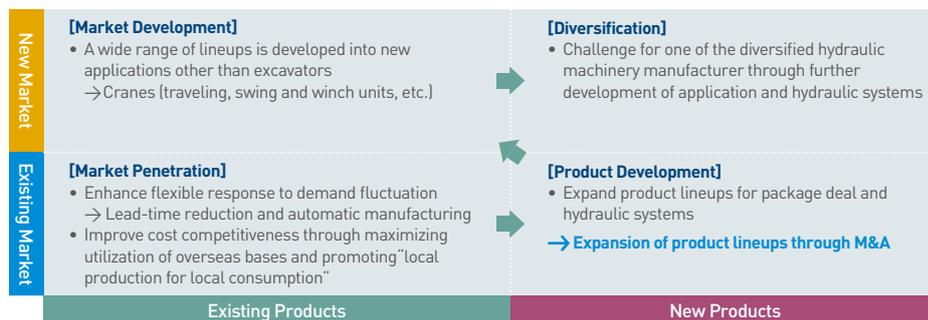 New Market
[Market Development]
• A wide range of lineups is developed into new
applications other than excavators
→Cranes (traveling, swing and winch units, etc.)
[Diversification]
• Challenge for one of the diversified hydraulic
machinery manufacturer through further
development of application and hydraulic systems
Existing Market
[Market Penetration]
• Enhance flexible response to demand fluctuation
→ Lead-time reduction and automatic manufacturing
• Improve cost competitiveness through maximizing
utilization of overseas bases and promoting"local
production for local consumption"
[Product Development]
• Expand product lineups for package deal and
hydraulic systems
→ Expansion of product lineups through M&A
Existing Products
New Products